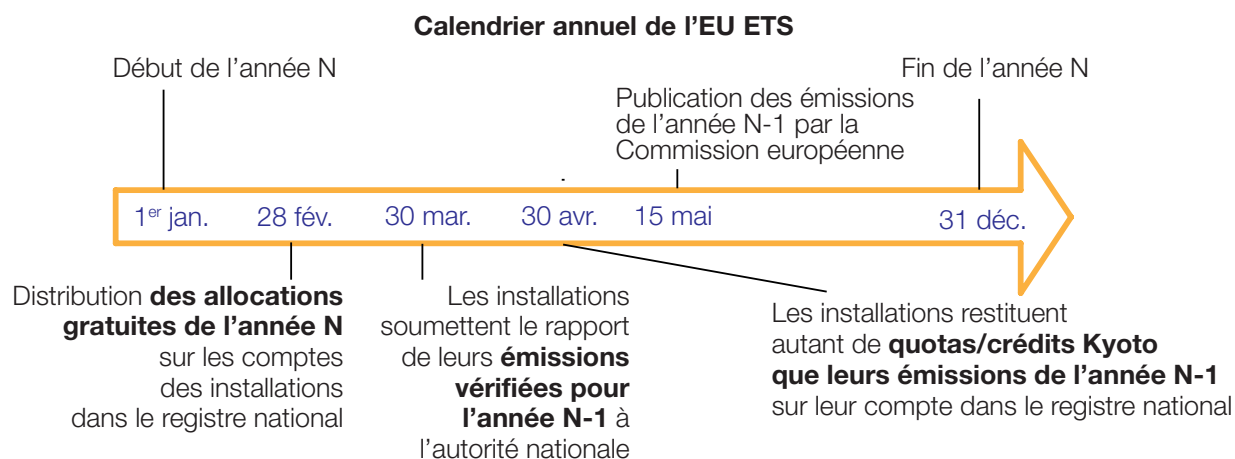 Calendrier annuel de l’EU ETS
Début de l’année N
Fin de l’année N
Publication des émissions
de l’année N-1 par la
Commission européenne
1er jan.
28 fév.
30 mar.
30 avr.
15 mai
31 déc.
Distribution des allocations
gratuites de l’année N
sur les comptes
des installations
dans le registre national
Les installations
soumettent le rapport
de leurs émissions
vérifiées pour
l’année N-1 à
l’autorité nationale
Les installations restituent
autant de quotas/crédits Kyoto
que leurs émissions de l’année N-1
sur leur compte dans le registre national